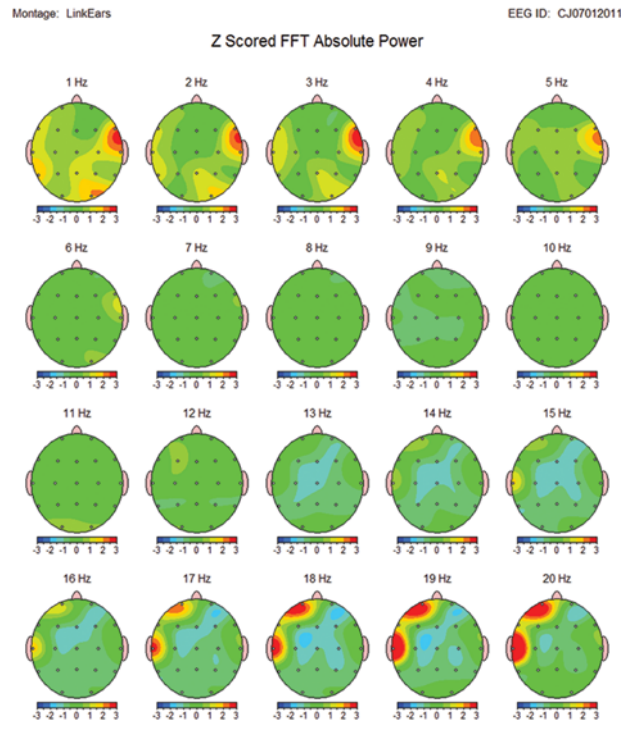 Montage: LinkEars EEG ID: CJ07012011
Z Scored FFT Absolute Power
1 Hz 2 Hz 3 Hz 4 Hz 5 Hz
-3 -2 -1 0 1 2 3 -3 -2 -1 0 1 2 3 -3 -2 -1 0 1 2 3 -3 -2 -1 0 1 2 3 -3 -2 -1 0 1 2 3
6 Hz 7 Hz 8 Hz 9 Hz 10 Hz
-3 -2 -1 0 1 2 3 -3 -2 -1 0 1 2 3 -3 -2 -1 0 1 2 3 -3 -2 -1 0 1 2 3 -3 -2 -1 0 1 2 3
11 Hz 12 Hz 13 Hz 14 Hz 15 Hz
-3 -2 -1 0 1 2 3 -3 -2 -1 0 1 2 3 -3 -2 -1 0 1 2 3 -3 -2 -1 0 1 2 3 -3 -2 -1 0 1 2 3
16 Hz 17 Hz 18 Hz 19 Hz 20 Hz
-3 -2 -1 0 1 2 3 -3 -2 -1 0 1 2 3 -3 -2 -1 0 1 2 3 -3 -2 -1 0 1 2 3 -3 -2 -1 0 1 2 3